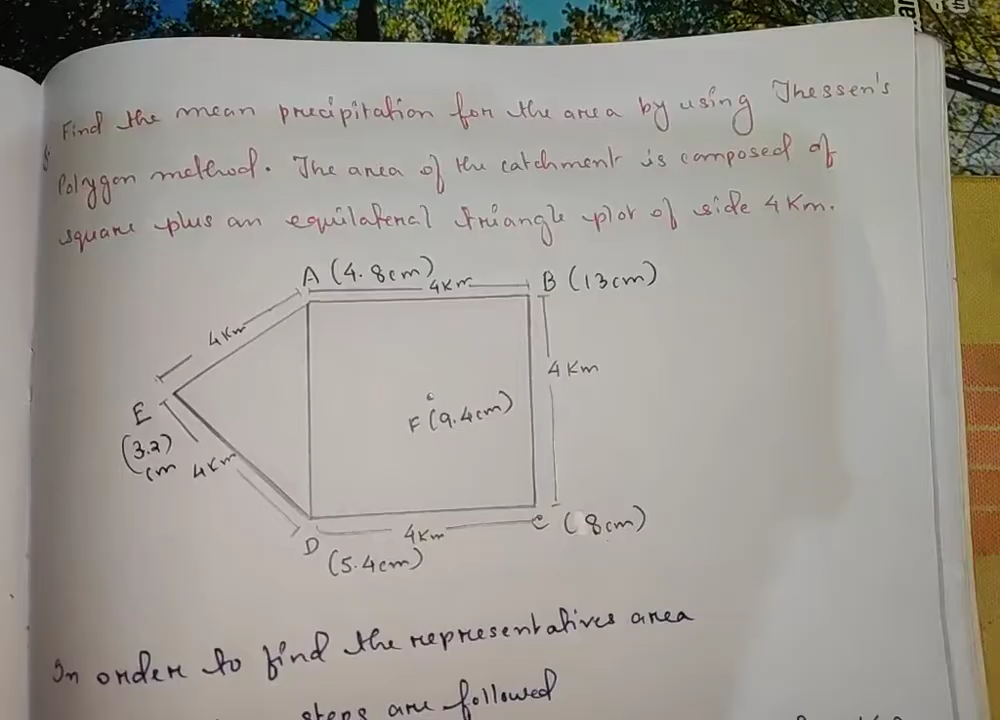 Find the mean precipitation for the area by using Thessen's
Polygon method. The area of the catchment is composed of
square plus an equilateral triangle plot of side 4 Km.
A (4.8cm)
4Km
B (13cm)
4Km
4Km
E
(3.2)
cm
4Km
F (9.4cm)
4Km
C (8cm)
D
(5.4cm)
In order to find the representatives area
steps are followed